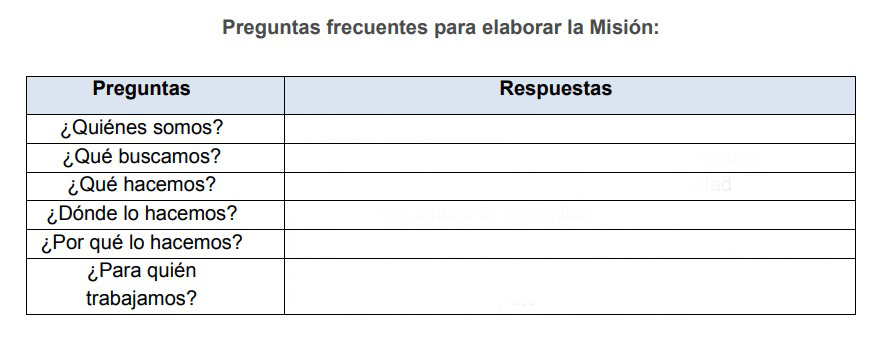 Preguntas frecuentes para elaborar la Misión:
Preguntas Respuestas
¿Quiénes somos?
¿Qué buscamos?
¿Qué hacemos?
¿Dónde lo hacemos?
¿Por qué lo hacemos?
¿Para quién
trabajamos?